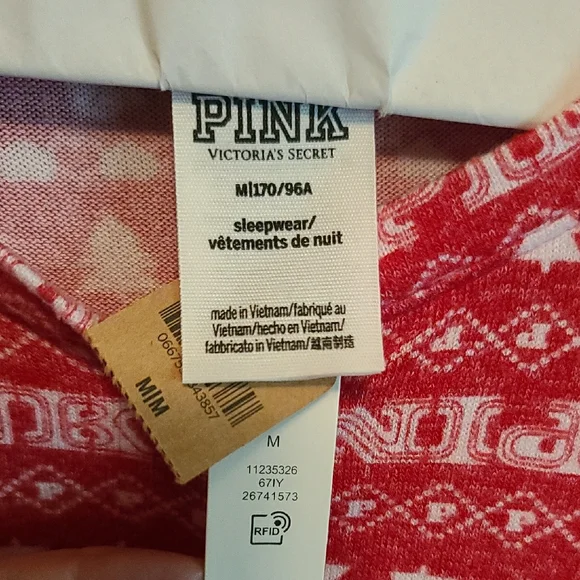 PINK
VICTORIA'S SECRET
M|170/96A
sleepwear/
vêtements de nuit
made in Vietnam/fabriqué au
Vietnam/hecho en Vietnam/
fabbricato in Vietnam/越南制造
M|M
M
11235326
67IY
26741573
RFID
PINK
P P P